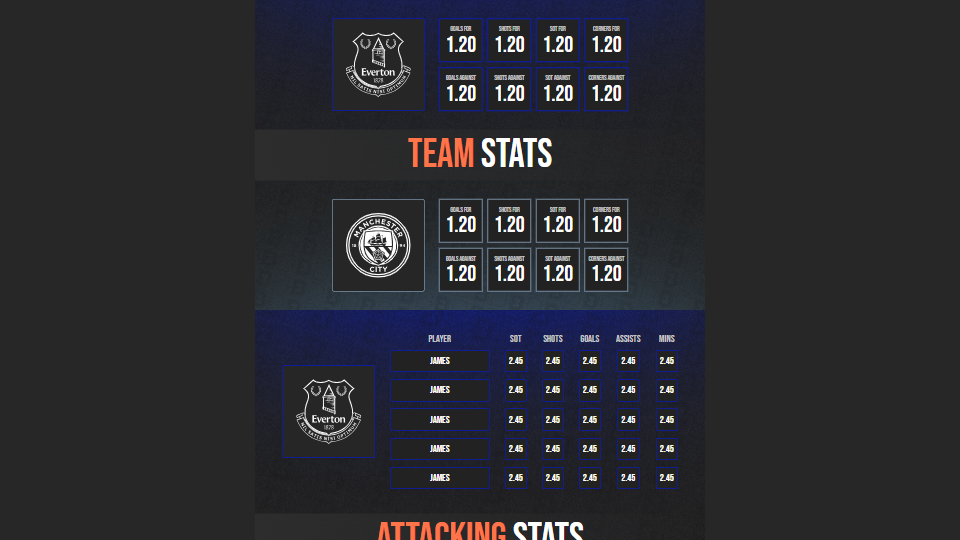 GOALS FOR SHOTS FOR SOT FOR CORNERS FOR
1.20 1.20 1.20 1.20
GOALS AGAINST SHOTS AGAINST SOT AGAINST CORNERS AGAINST
1.20 1.20 1.20 1.20
Everton
1878
NIL SATIS NISI OPTIMUM
TEAM STATS
GOALS FOR SHOTS FOR SOT FOR CORNERS FOR
1.20 1.20 1.20 1.20
GOALS AGAINST SHOTS AGAINST SOT AGAINST CORNERS AGAINST
1.20 1.20 1.20 1.20
MANCHESTER
18 94
CITY
PLAYER SOT SHOTS GOALS ASSISTS MINS
JAMES 2.45 2.45 2.45 2.45 2.45
JAMES 2.45 2.45 2.45 2.45 2.45
JAMES 2.45 2.45 2.45 2.45 2.45
JAMES 2.45 2.45 2.45 2.45 2.45
JAMES 2.45 2.45 2.45 2.45 2.45
Everton
1878
NIL SATIS NISI OPTIMUM
ATTACKING STATS